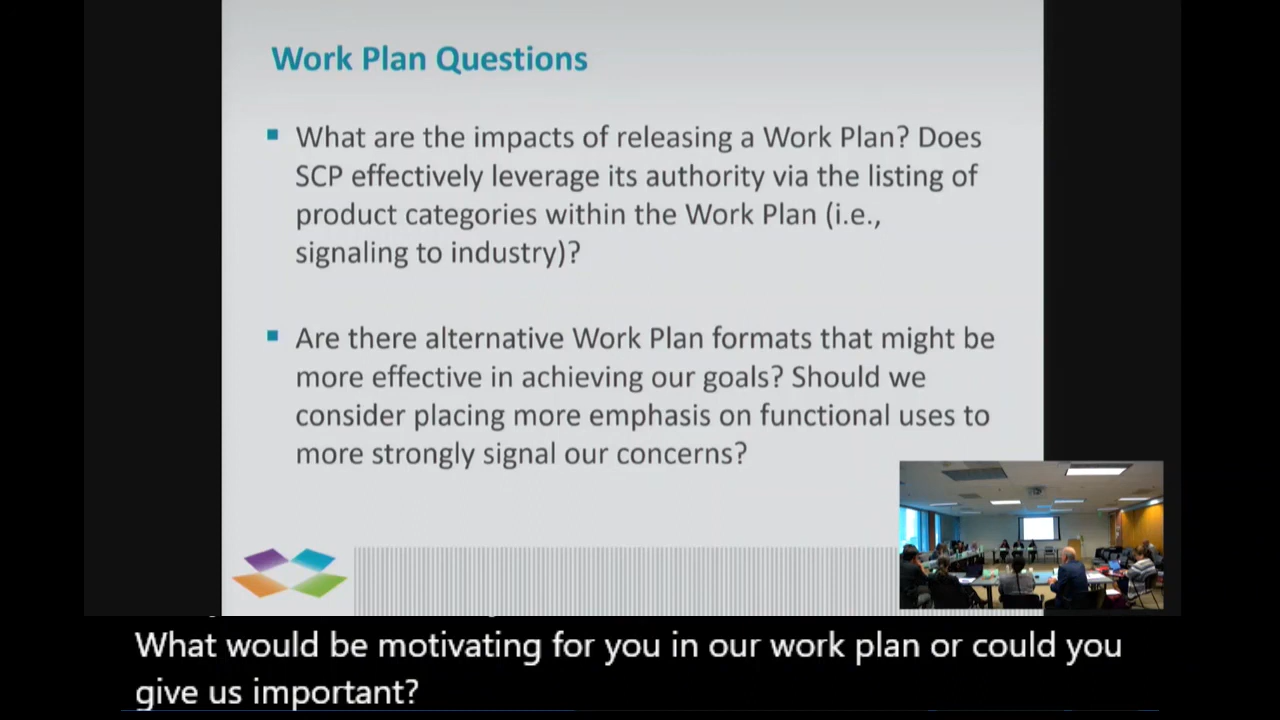 Work Plan Questions
What are the impacts of releasing a Work Plan? Does
SCP effectively leverage its authority via the listing of
product categories within the Work Plan (i.e.,
signaling to industry)?
Are there alternative Work Plan formats that might be
more effective in achieving our goals? Should we
consider placing more emphasis on functional uses to
more strongly signal our concerns?
What would be motivating for you in our work plan or could you
give us important?